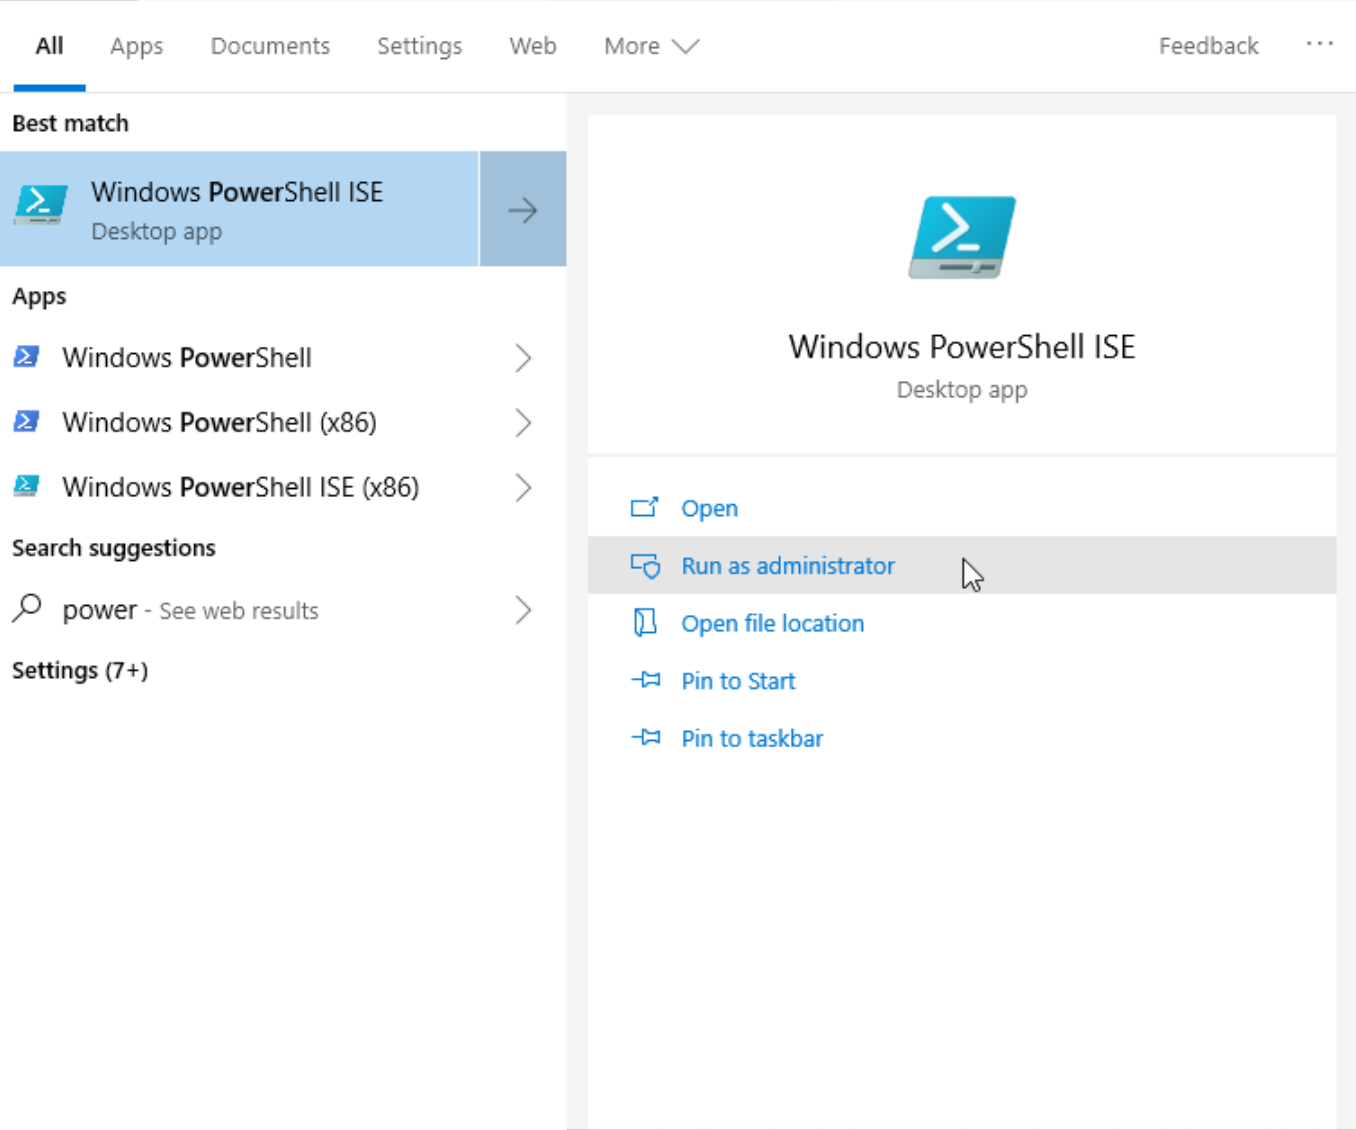 All Apps Documents Settings Web More Feedback ...
Best match
Windows PowerShell ISE
Desktop app
Apps
Windows PowerShell
Windows PowerShell (x86)
Windows PowerShell ISE (x86)
Search suggestions
power - See web results
Settings (7+)
Windows PowerShell ISE
Desktop app
Open
Run as administrator
Open file location
Pin to Start
Pin to taskbar